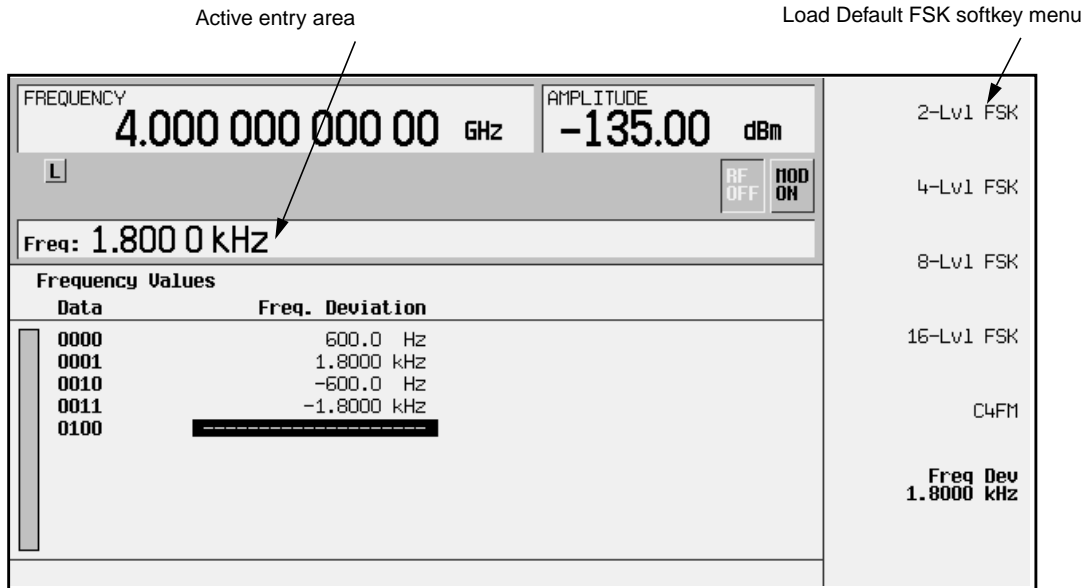 Active entry area
Load Default FSK softkey menu
FREQUENCY
4.000 000 000 00 GHz
AMPLITUDE
-135.00 dBm
L
RF OFF
MOD ON
Freq: 1.800 0 kHz
Frequency Values
Data Freq. Deviation
0000 600.0 Hz
0001 1.8000 kHz
0010 -600.0 Hz
0011 -1.8000 kHz
0100 --------------------
2-Lvl FSK
4-Lvl FSK
8-Lvl FSK
16-Lvl FSK
C4FM
Freq Dev
1.8000 kHz